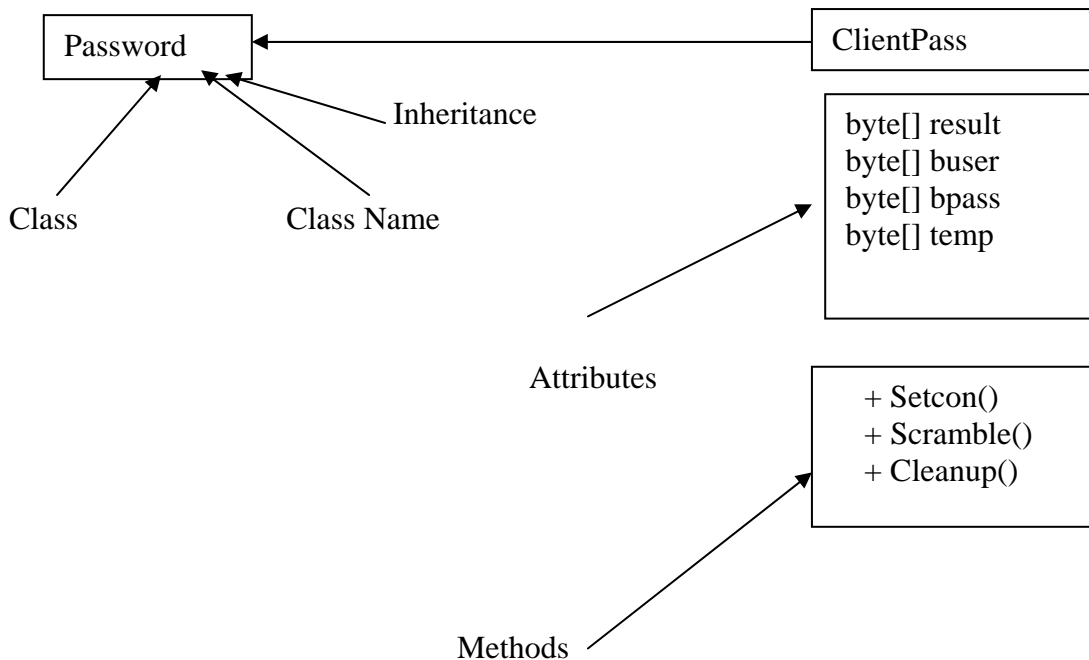 Password
ClientPass
Inheritance
Class
Class Name
byte[] result
byte[] buser
byte[] bpass
byte[] temp
Attributes
+ Setcon()
+ Scramble()
+ Cleanup()
Methods